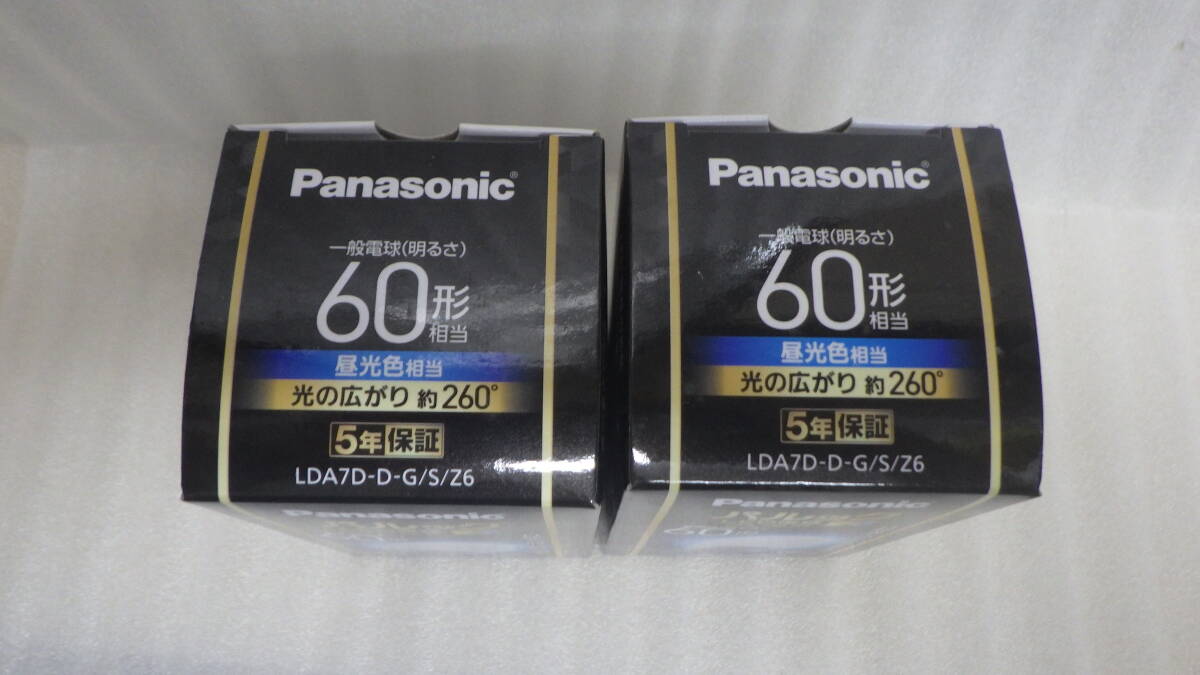 Panasonic®
一般電球(明るさ)
60形
相当
昼光色相当
光の広がり 約260°
5年保証
LDA7D-D-G/S/Z6
Panasonic
Panasonic®
一般電球(明るさ)
60形
相当
昼光色相当
光の広がり 約260°
5年保証
LDA7D-D-G/S/Z6
Panasonic
60